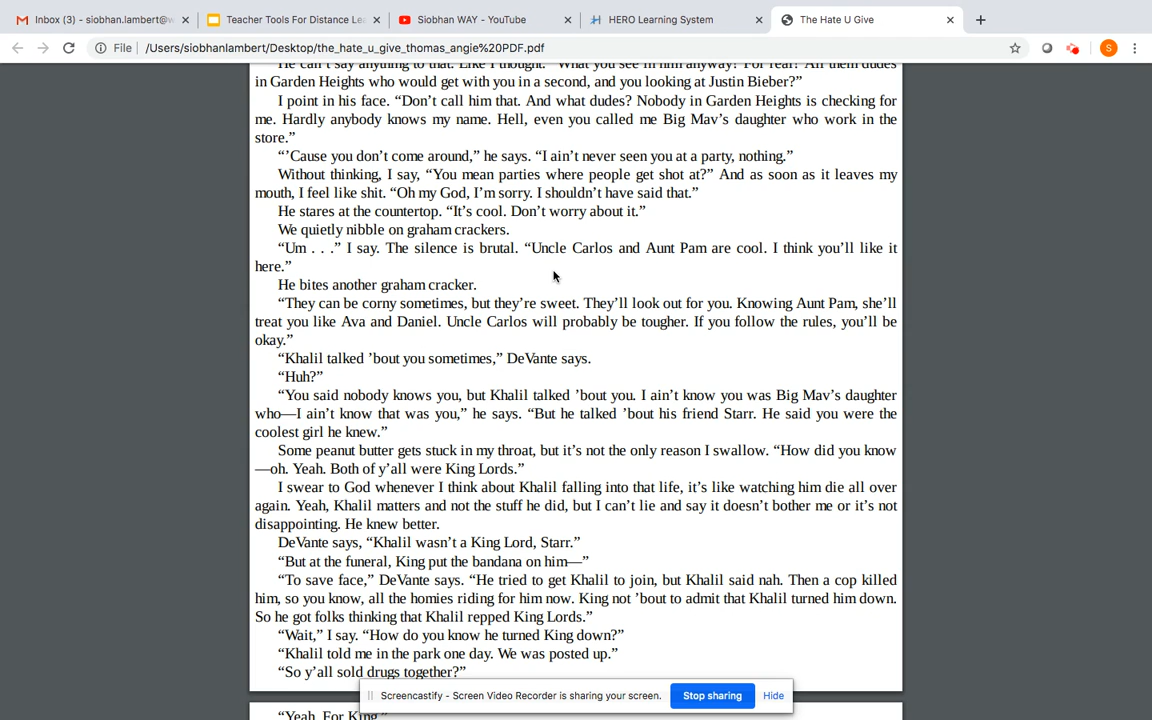 Inbox (3) - siobhan.lambert@w
Teacher Tools For Distance Le
Siobhan WAY - YouTube
HERO Learning System
The Hate U Give
File /Users/siobhanlambert/Desktop/the_hate_u_give_thomas_angie%20PDF.pdf
S
He can’t say anything to that. Like I thought. “What you see in him anyway? For real? All them dudes
in Garden Heights who would get with you in a second, and you looking at Justin Bieber?”
I point in his face. “Don’t call him that. And what dudes? Nobody in Garden Heights is checking for
me. Hardly anybody knows my name. Hell, even you called me Big Mav’s daughter who work in the
store.”
“’Cause you don’t come around,” he says. “I ain’t never seen you at a party, nothing.”
Without thinking, I say, “You mean parties where people get shot at?” And as soon as it leaves my
mouth, I feel like shit. “Oh my God, I’m sorry. I shouldn’t have said that.”
He stares at the countertop. “It’s cool. Don’t worry about it.”
We quietly nibble on graham crackers.
“Um . . .” I say. The silence is brutal. “Uncle Carlos and Aunt Pam are cool. I think you’ll like it
here.”
He bites another graham cracker.
“They can be corny sometimes, but they’re sweet. They’ll look out for you. Knowing Aunt Pam, she’ll
treat you like Ava and Daniel. Uncle Carlos will probably be tougher. If you follow the rules, you’ll be
okay.”
“Khalil talked ’bout you sometimes,” DeVante says.
“Huh?”
“You said nobody knows you, but Khalil talked ’bout you. I ain’t know you was Big Mav’s daughter
who—I ain’t know that was you,” he says. “But he talked ’bout his friend Starr. He said you were the
coolest girl he knew.”
Some peanut butter gets stuck in my throat, but it’s not the only reason I swallow. “How did you know
—oh. Yeah. Both of y’all were King Lords.”
I swear to God whenever I think about Khalil falling into that life, it’s like watching him die all over
again. Yeah, Khalil matters and not the stuff he did, but I can’t lie and say it doesn’t bother me or it’s not
disappointing. He knew better.
DeVante says, “Khalil wasn’t a King Lord, Starr.”
“But at the funeral, King put the bandana on him—”
“To save face,” DeVante says. “He tried to get Khalil to join, but Khalil said nah. Then a cop killed
him, so you know, all the homies riding for him now. King not ’bout to admit that Khalil turned him down.
So he got folks thinking that Khalil repped King Lords.”
“Wait,” I say. “How do you know he turned King down?”
“Khalil told me in the park one day. We was posted up.”
“So y’all sold drugs together?”
Screencastify - Screen Video Recorder is sharing your screen.
Stop sharing
Hide
“Yeah. For King.”